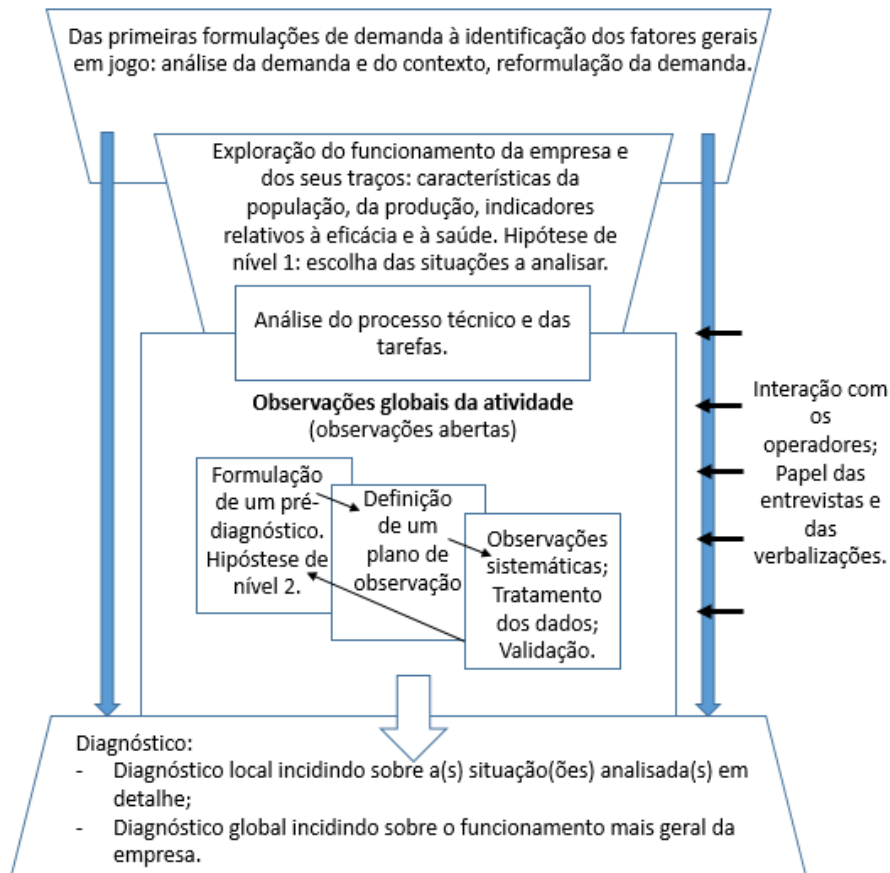 Das primeiras formulações de demanda à identificação dos fatores gerais
em jogo: análise da demanda e do contexto, reformulação da demanda.
Exploração do funcionamento da empresa e
dos seus traços: características da
população, da produção, indicadores
relativos à eficácia e à saúde. Hipótese de
nível 1: escolha das situações a analisar.
Análise do processo técnico e das
tarefas.
Observações globais da atividade
(observações abertas)
Formulação
de um pré-
diagnóstico.
Hipóstese de
nível 2.
Definição
de um
plano de
observação
Observações
sistemáticas;
Tratamento
dos dados;
Validação.
Interação com
os
operadores;
Papel das
entrevistas e
das
verbalizações.
Diagnóstico:
- Diagnóstico local incidindo sobre a(s) situação(ões) analisada(s) em
detalhe;
- Diagnóstico global incidindo sobre o funcionamento mais geral da
empresa.